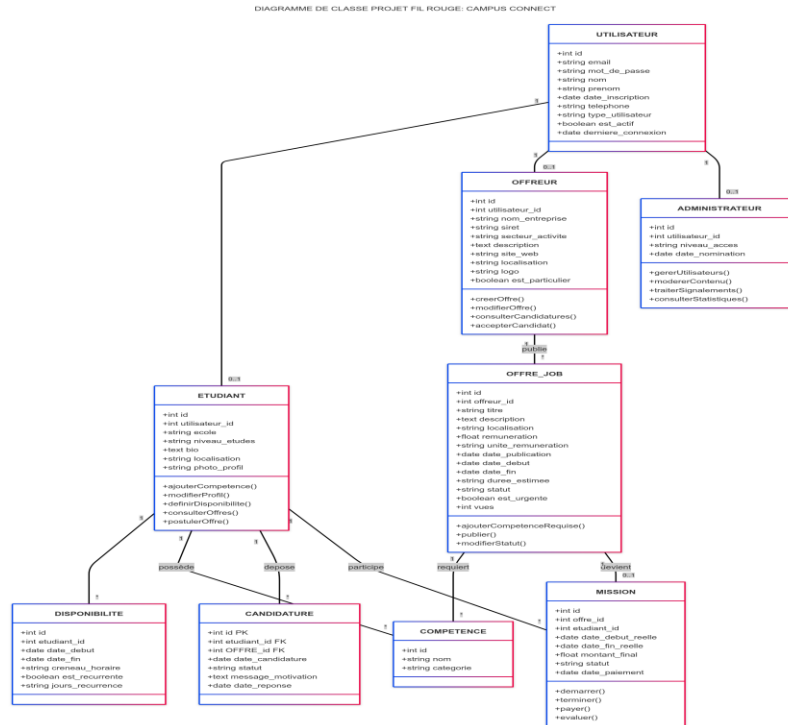 DIAGRAMME DE CLASSE PROJET FIL ROUGE: CAMPUS CONNECT
UTILISATEUR
+int id
+string email
+string mot_de_passe
+string nom
+string prenom
+date date_inscription
+string telephone
+string type_utilisateur
+boolean est_actif
+date derniere_connexion
OFFREUR
+int id
+int utilisateur_id
+string nom_entreprise
+string siret
+string secteur_activite
+text description
+string site_web
+string localisation
+string logo
+boolean est_particulier
+creerOffre()
+modifierOffre()
+consulterCandidatures()
+accepterCandidat()
ADMINISTRATEUR
+int id
+int utilisateur_id
+string niveau_acces
+date date_nomination
+gererUtilisateurs()
+modererContenu()
+traiterSignalements()
+consulterStatistiques()
publie
OFFRE_JOB
+int id
+int offreur_id
+string titre
+text description
+string localisation
+float remuneration
+string unite_remuneration
+date date_publication
+date date_debut
+date date_fin
+string duree_estimee
+string statut
+boolean est_urgente
+int vues
+ajouterCompetenceRequise()
+publier()
+modifierStatut()
ETUDIANT
+int id
+int utilisateur_id
+string ecole
+string niveau_etudes
+text bio
+string localisation
+string photo_profil
+ajouterCompetence()
+modifierProfil()
+definirDisponibilite()
+consulterOffres()
+postulerOffre()
possède
depose
participe
requiert
devient
DISPONIBILITE
+int id
+int etudiant_id
+date date_debut
+date date_fin
+string creneau_horaire
+boolean est_recurrente
+string jours_recurrence
CANDIDATURE
+int id PK
+int etudiant_id FK
+int OFFRE_id FK
+date date_candidature
+string statut
+text message_motivation
+date date_reponse
COMPETENCE
+int id
+string nom
+string categorie
MISSION
+int id
+int offre_id
+int etudiant_id
+date date_debut_reelle
+date date_fin_reelle
+float montant_final
+string statut
+date date_paiement
+demarrer()
+terminer()
+payer()
+evaluer()